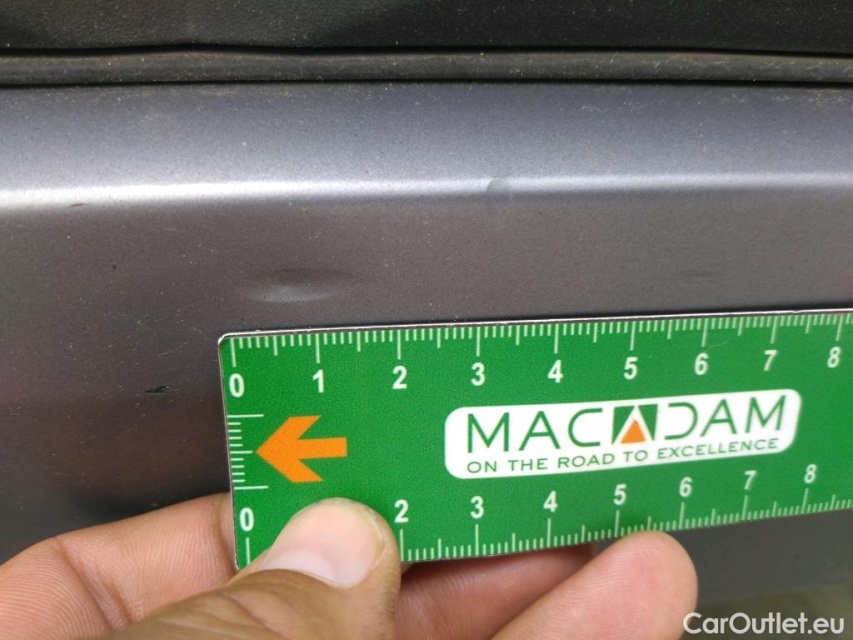 0 1 2 3 4 5 6 7 8
MACADAM
ON THE ROAD TO EXCELLENCE
0 2 3 4 5 6 7 8
CarOutlet.eu